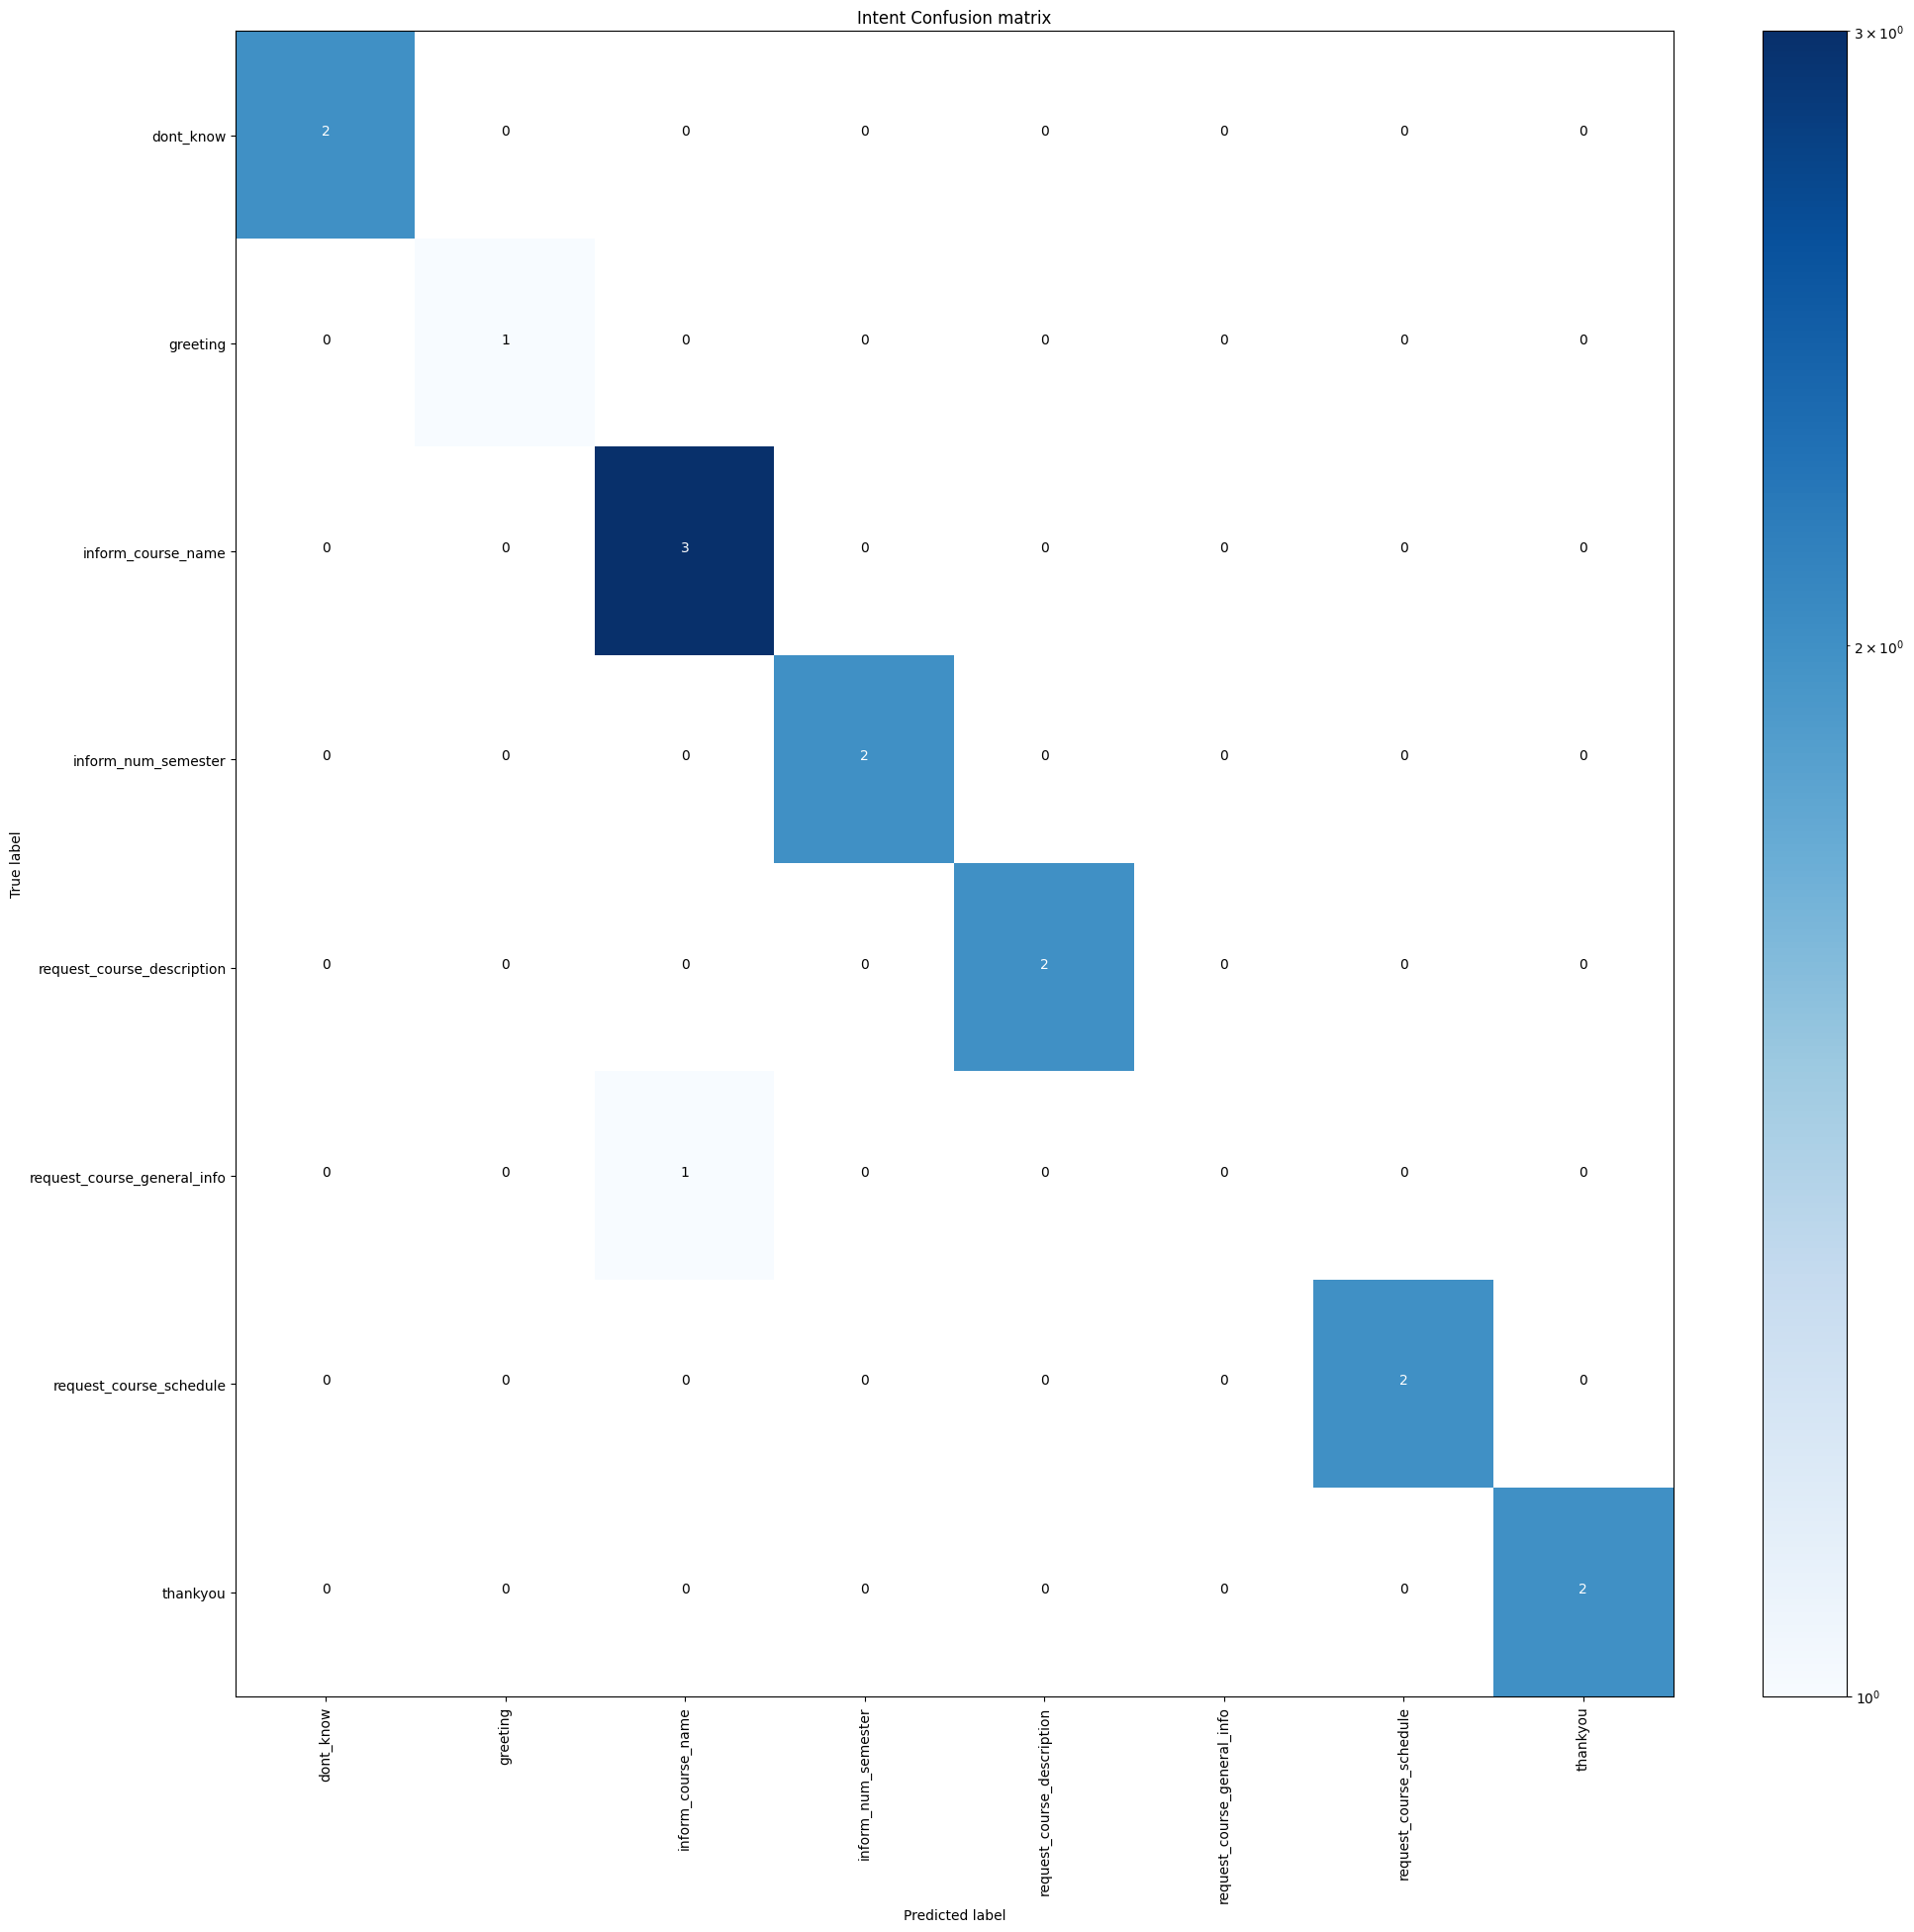 Intent Confusion matrix
dont_know 2 0 0 0 0 0 0 0
greeting 0 1 0 0 0 0 0 0
inform_course_name 0 0 3 0 0 0 0 0
inform_num_semester 0 0 0 2 0 0 0 0
request_course_description 0 0 0 0 2 0 0 0
request_course_general_info 0 0 1 0 0 0 0 0
request_course_schedule 0 0 0 0 0 0 2 0
thankyou 0 0 0 0 0 0 0 2
True label
dont_know
greeting
inform_course_name
inform_num_semester
request_course_description
request_course_general_info
request_course_schedule
thankyou
Predicted label
3 × 10⁰
2 × 10⁰
10⁰